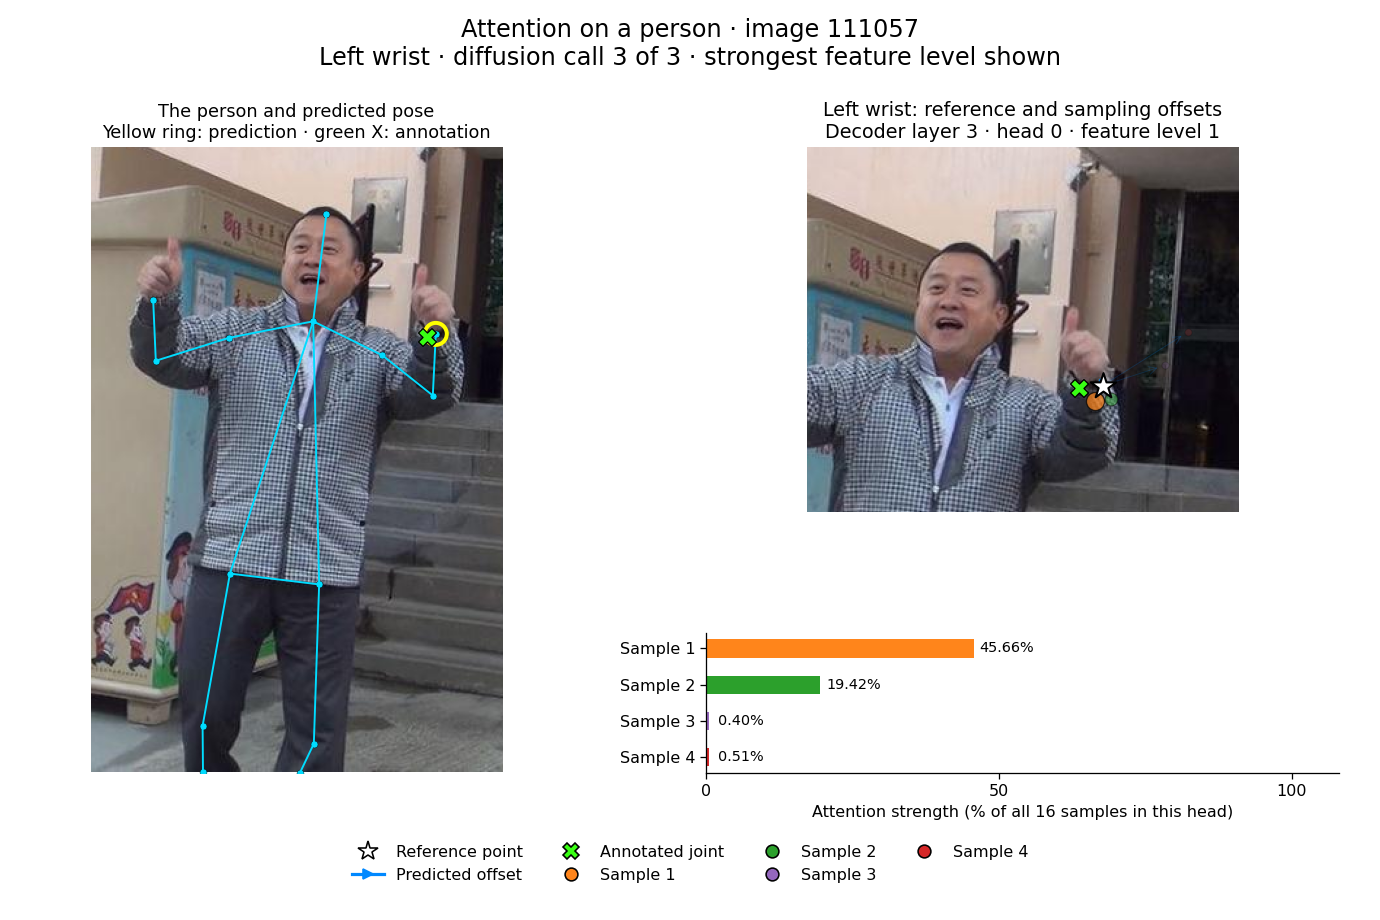 Attention on a person · image 111057
Left wrist · diffusion call 3 of 3 · strongest feature level shown
The person and predicted pose
Yellow ring: prediction · green X: annotation
Left wrist: reference and sampling offsets
Decoder layer 3 · head 0 · feature level 1
Sample 1
45.66%
Sample 2
19.42%
Sample 3
0.40%
Sample 4
0.51%
0
50
100
Attention strength (% of all 16 samples in this head)
Reference point
Annotated joint
Sample 2
Sample 4
Predicted offset
Sample 1
Sample 3